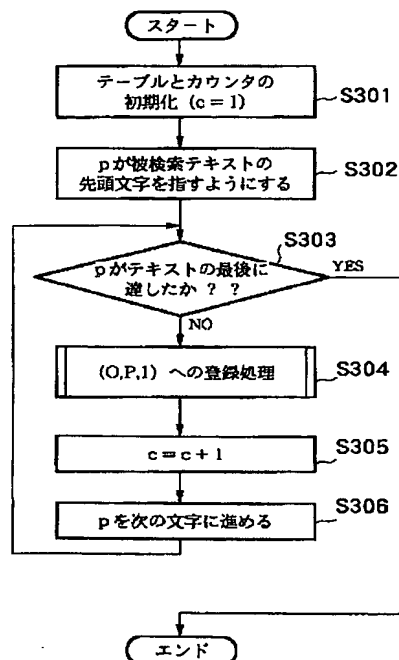 スタート
テーブルとカウンタの
初期化 (c=1)
S301
pが被検索テキストの
先頭文字を指すようにする
S302
S303
pがテキストの最後に
達したか??
YES
NO
(O,P,1) への登録処理
S304
c=c+1
S305
pを次の文字に進める
S306
エンド